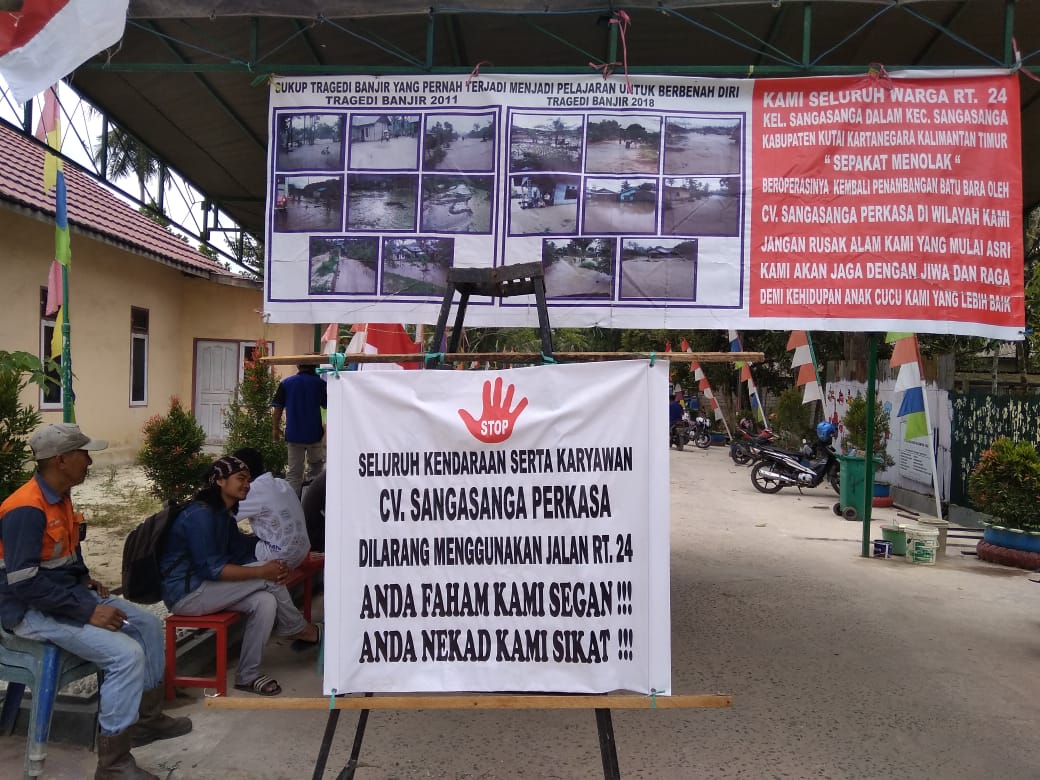 CUKUP TRAGEDI BANJIR YANG PERNAH TERJADI MENJADI PELAJARAN UNTUK BERBENAH DIRI
TRAGEDI BANJIR 2011
TRAGEDI BANJIR 2018
KAMI SELURUH WARGA RT. 24
KEL. SANGASANGA DALAM KEC. SANGASANGA
KABUPATEN KUTAI KARTANEGARA KALIMANTAN TIMUR
" SEPAKAT MENOLAK "
BEROPERASINYA KEMBALI PENAMBANGAN BATU BARA OLEH
CV. SANGASANGA PERKASA DI WILAYAH KAMI
JANGAN RUSAK ALAM KAMI YANG MULAI ASRI
KAMI AKAN JAGA DENGAN JIWA DAN RAGA
DEMI KEHIDUPAN ANAK CUCU KAMI YANG LEBIH BAIK
STOP
SELURUH KENDARAAN SERTA KARYAWAN
CV. SANGASANGA PERKASA
DILARANG MENGGUNAKAN JALAN RT. 24
ANDA FAHAM KAMI SEGAN !!!
ANDA NEKAD KAMI SIKAT !!!